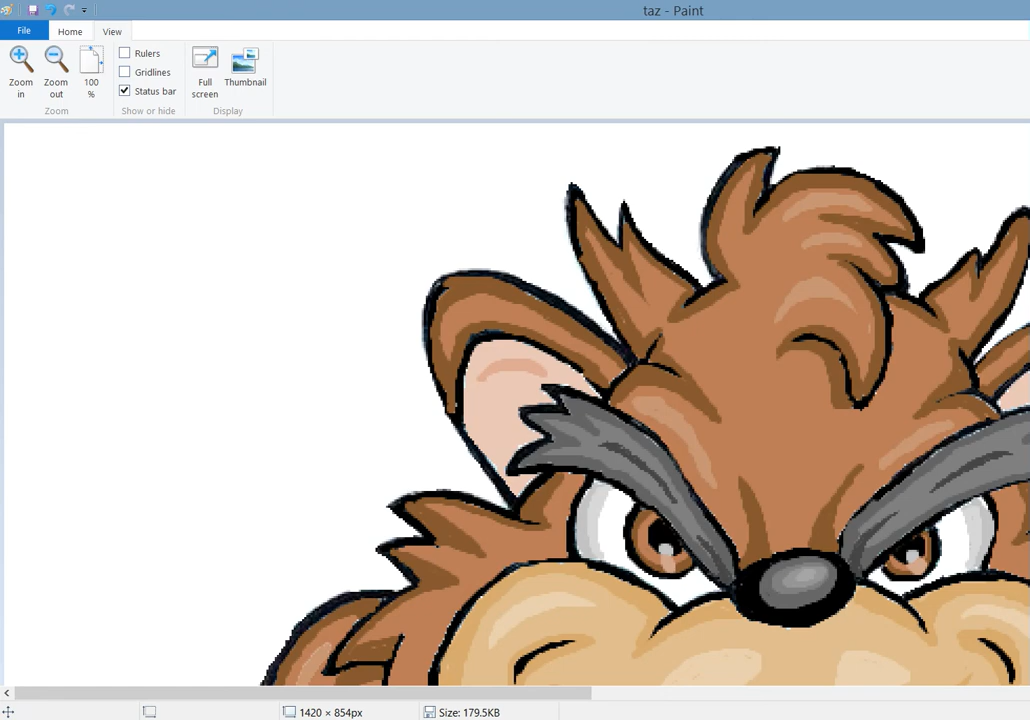 taz - Paint
File Home View
Zoom in
Zoom out
100 %
Rulers
Gridlines
Status bar
Full screen
Thumbnail
Zoom
Show or hide
Display
1420 × 854px
Size: 179.5KB